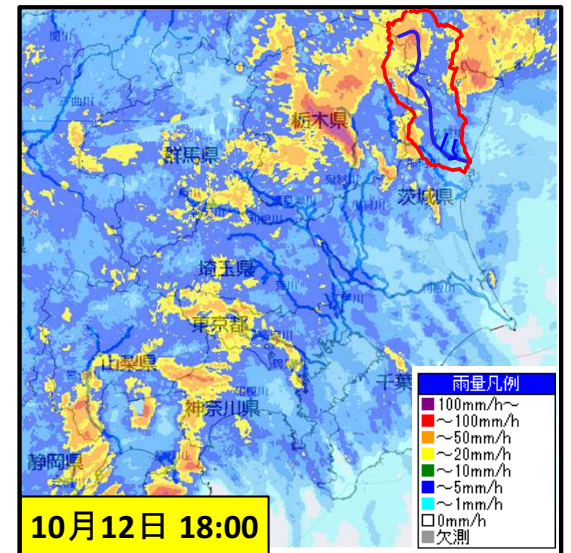 栃木県
群馬県
茨城県
埼玉県
東京都
山梨県
千葉
神奈川県
静岡県
雨量凡例
100mm/h～
～100mm/h
～50mm/h
～20mm/h
～10mm/h
～5mm/h
～1mm/h
0mm/h
欠測
10月12日 18:00